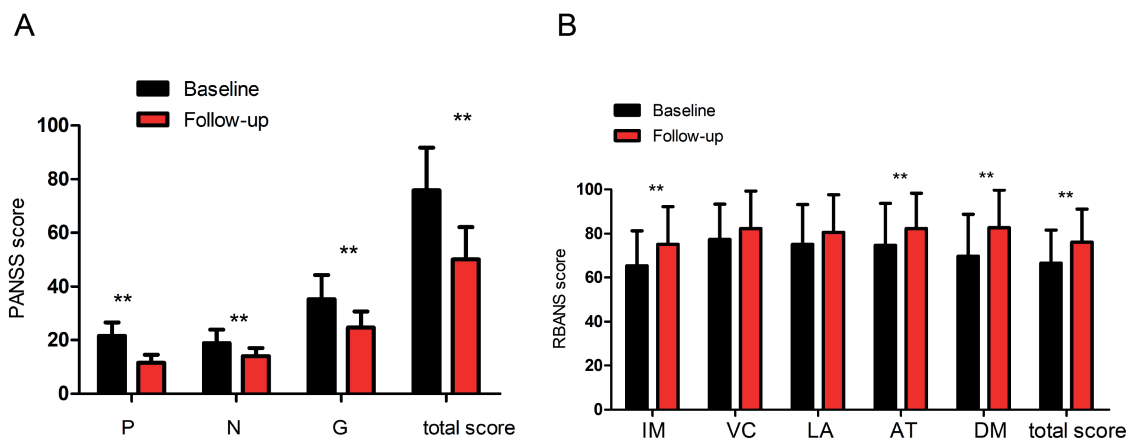 A
Baseline
Follow-up
PANSS score
100
80
60
40
20
0
**
**
**
**
P N G total score
B
Baseline
Follow-up
RBANS score
100
80
60
40
20
0
**
**
**
**
IM VC LA AT DM total score